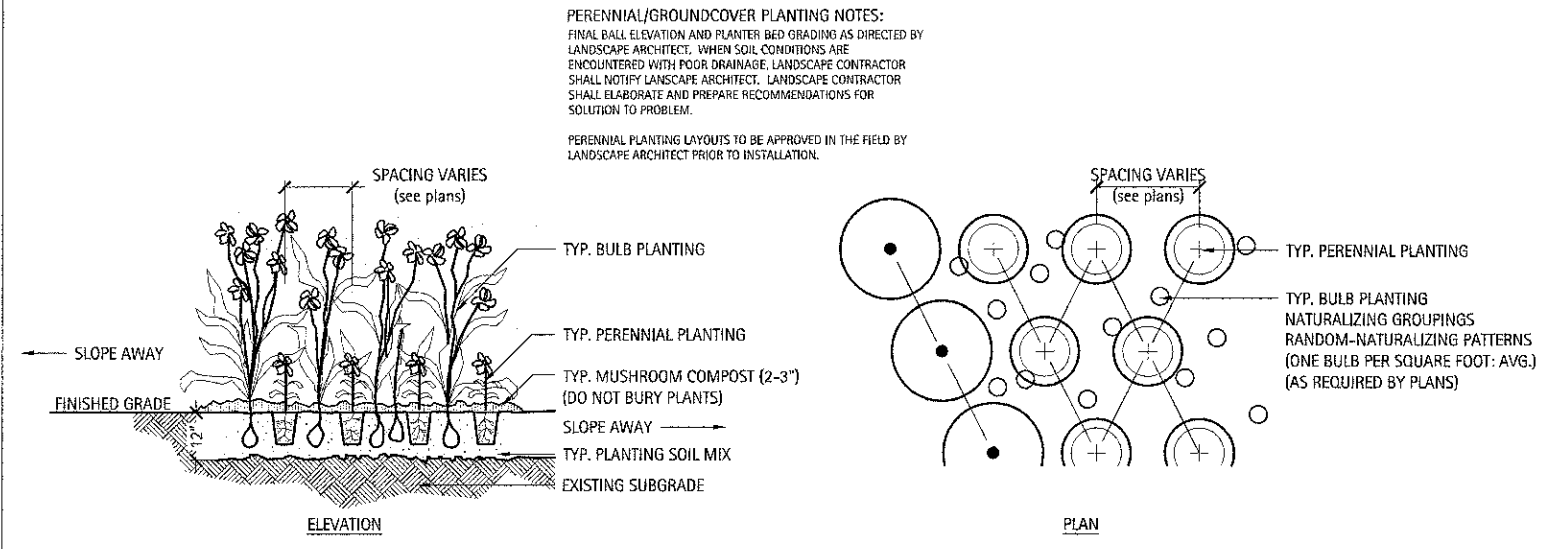 PERENNIAL/GROUNDCOVER PLANTING NOTES:
FINAL BALL ELEVATION AND PLANTER BED GRADING AS DIRECTED BY
LANDSCAPE ARCHITECT. WHEN SOIL CONDITIONS ARE
ENCOUNTERED WITH POOR DRAINAGE, LANDSCAPE CONTRACTOR
SHALL NOTIFY LANSCAPE ARCHITECT. LANDSCAPE CONTRACTOR
SHALL ELABORATE AND PREPARE RECOMMENDATIONS FOR
SOLUTION TO PROBLEM.
PERENNIAL PLANTING LAYOUTS TO BE APPROVED IN THE FIELD BY
LANDSCAPE ARCHITECT PRIOR TO INSTALLATION.
SPACING VARIES
(see plans)
TYP. BULB PLANTING
TYP. PERENNIAL PLANTING
SLOPE AWAY
TYP. MUSHROOM COMPOST (2-3")
(DO NOT BURY PLANTS)
FINISHED GRADE
SLOPE AWAY
12"
TYP. PLANTING SOIL MIX
EXISTING SUBGRADE
ELEVATION
SPACING VARIES
(see plans)
TYP. PERENNIAL PLANTING
TYP. BULB PLANTING
NATURALIZING GROUPINGS
RANDOM-NATURALIZING PATTERNS
(ONE BULB PER SQUARE FOOT: AVG.)
(AS REQUIRED BY PLANS)
PLAN